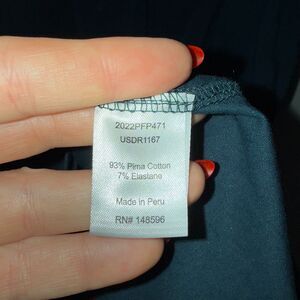 2022PFP471
USDR1167
93% Pima Cotton
7% Elastane
Made in Peru
RN# 148596